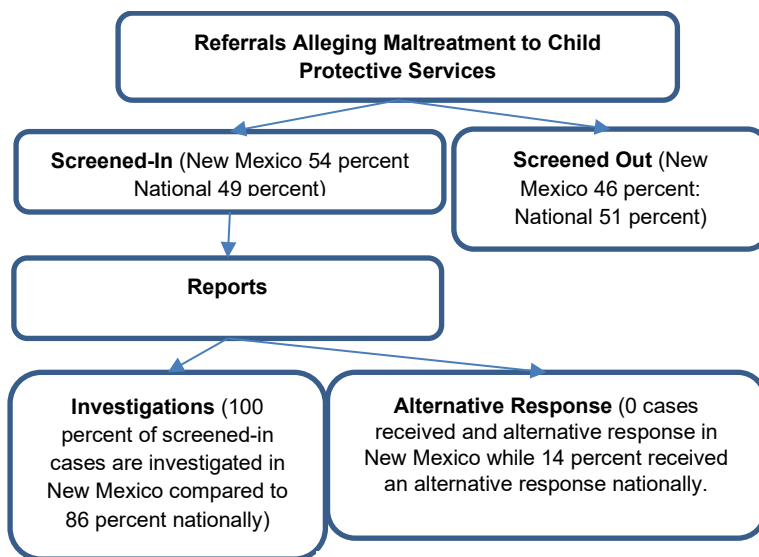 Referrals Alleging Maltreatment to Child
Protective Services
Screened-In (New Mexico 54 percent
National 49 percent)
Screened Out (New
Mexico 46 percent:
National 51 percent)
Reports
Investigations (100
percent of screened-in
cases are investigated in
New Mexico compared to
86 percent nationally)
Alternative Response (0 cases
received and alternative response in
New Mexico while 14 percent received
an alternative response nationally.